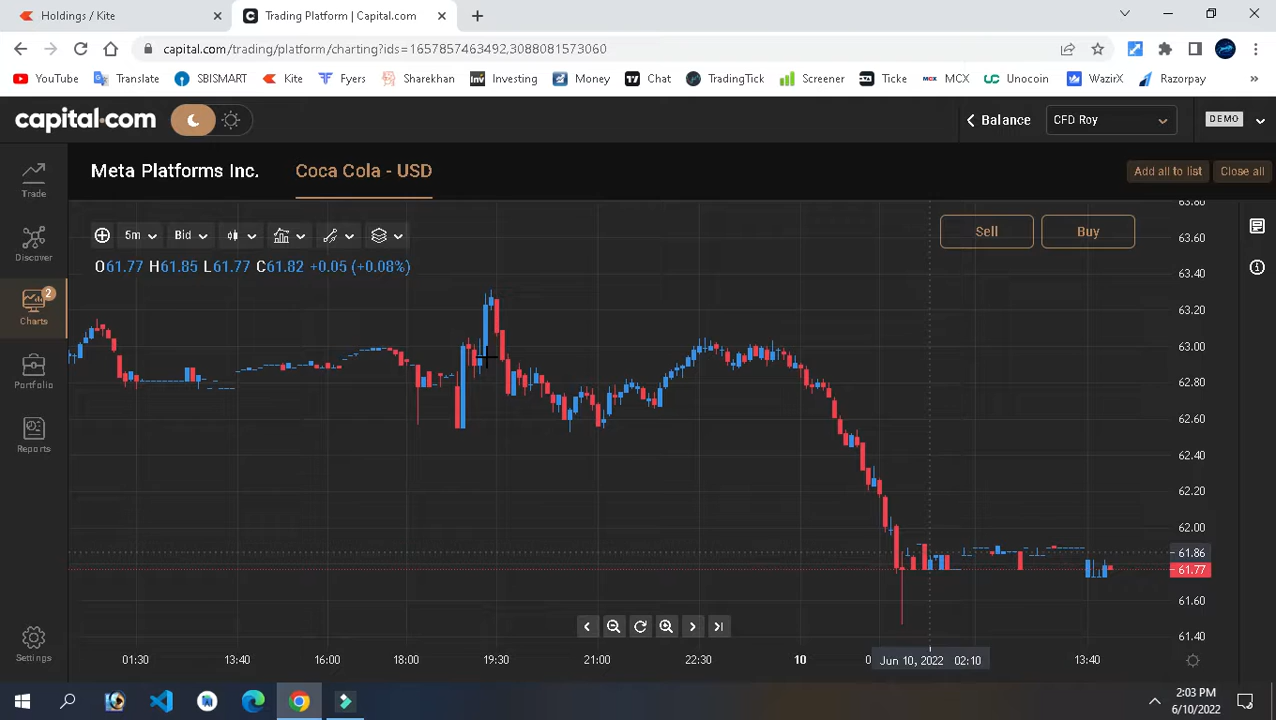 Holdings / Kite
Trading Platform | Capital.com
capital.com/trading/platform/charting?ids=1657857463492,3088081573060
YouTube Translate SBISMART Kite Fyers Sharekhan Investing Money Chat TradingTick Screener Ticke MCX Unocoin WazirX Razorpay
capital.com
Balance
CFD Roy
DEMO
Trade
Discover
2
Charts
Portfolio
Reports
Settings
Meta Platforms Inc.
Coca Cola - USD
Add all to list
Close all
5m
Bid
Sell
Buy
O61.77 H61.85 L61.77 C61.82 +0.05 (+0.08%)
63.80
63.60
63.40
63.20
63.00
62.80
62.60
62.40
62.20
62.00
61.86
61.77
61.60
61.40
01:30 13:40 16:00 18:00 19:30 21:00 22:30 10 Jun 10, 2022 02:10 13:40
2:03 PM
6/10/2022